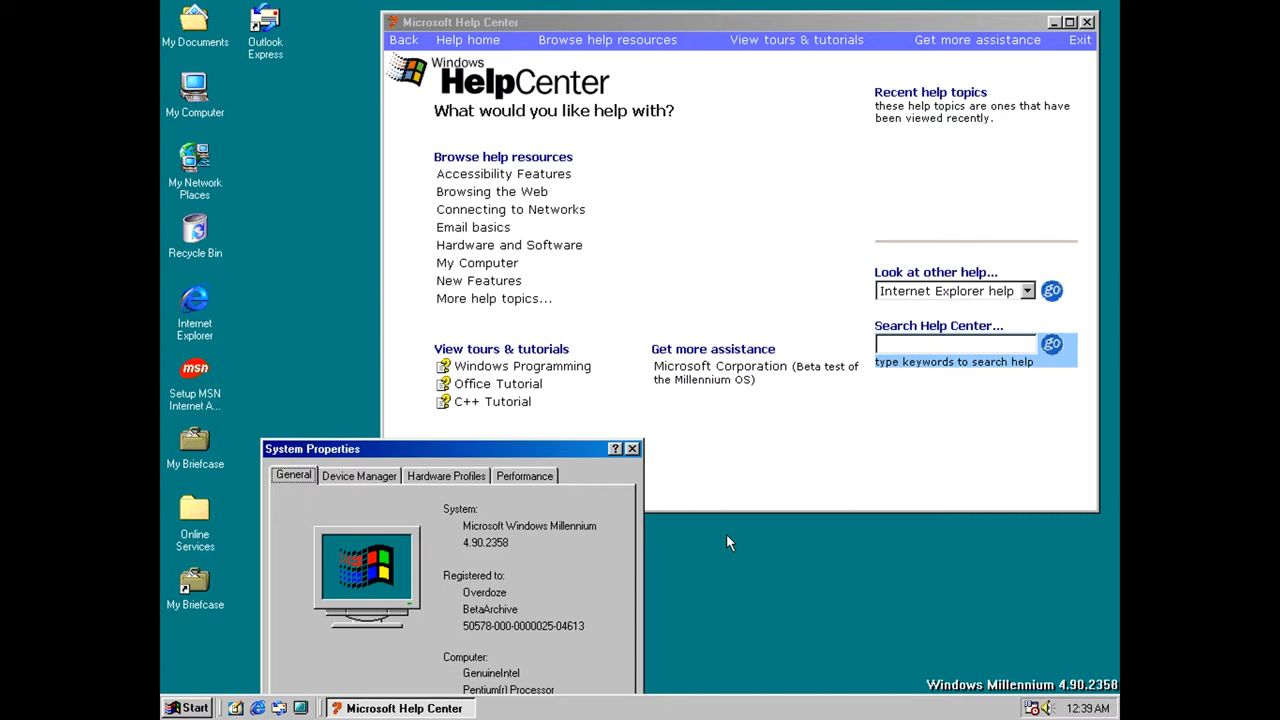 My Documents
Outlook
Express
My Computer
My Network
Places
Recycle Bin
Internet
Explorer
msn
Setup MSN
Internet A...
My Briefcase
Online
Services
My Briefcase
Microsoft Help Center
Back Help home Browse help resources View tours & tutorials Get more assistance Exit
Windows
HelpCenter
What would you like help with?
Browse help resources
Accessibility Features
Browsing the Web
Connecting to Networks
Email basics
Hardware and Software
My Computer
New Features
More help topics...
View tours & tutorials
Windows Programming
Office Tutorial
C++ Tutorial
Get more assistance
Microsoft Corporation (Beta test of
the Millennium OS)
Recent help topics
these help topics are ones that have
been viewed recently.
Look at other help...
Internet Explorer help go
Search Help Center...
go
type keywords to search help
System Properties
General Device Manager Hardware Profiles Performance
System:
Microsoft Windows Millennium
4.90.2358
Registered to:
Overdoze
BetaArchive
50578-000-0000025-04613
Computer:
GenuineIntel
Pentium(r) Processor
Windows Millennium 4.90.2358
Start Microsoft Help Center 12:39 AM